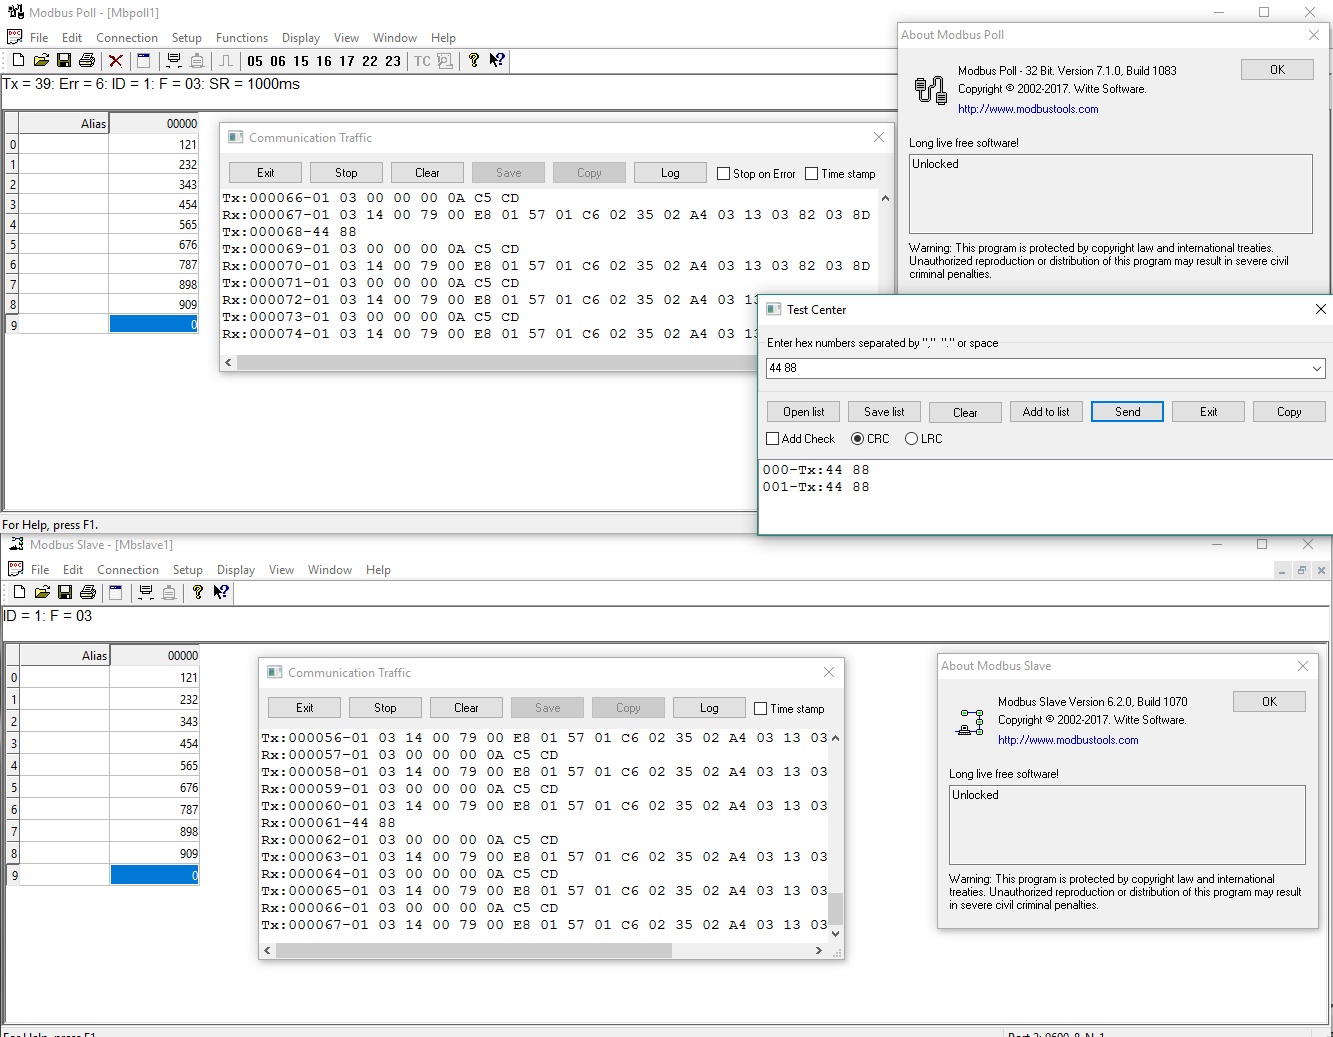 Modbus Poll - [Mbpoll1]
File Edit Connection Setup Functions Display View Window Help
05 06 15 16 17 22 23 TC
Tx = 39: Err = 6: ID = 1: F = 03: SR = 1000ms
Alias 00000
0 121
1 232
2 343
3 454
4 565
5 676
6 787
7 898
8 909
9 0
Communication Traffic
Exit Stop Clear Save Copy Log Stop on Error Time stamp
Tx:000066-01 03 00 00 00 0A C5 CD
Rx:000067-01 03 14 00 79 00 E8 01 57 01 C6 02 35 02 A4 03 13 03 82 03 8D
Tx:000068-44 88
Tx:000069-01 03 00 00 00 0A C5 CD
Rx:000070-01 03 14 00 79 00 E8 01 57 01 C6 02 35 02 A4 03 13 03 82 03 8D
Tx:000071-01 03 00 00 00 0A C5 CD
Rx:000072-01 03 14 00 79 00 E8 01 57 01 C6 02 35 02 A4 03
Tx:000073-01 03 00 00 00 0A C5 CD
Rx:000074-01 03 14 00 79 00 E8 01 57 01 C6 02 35 02 A4 03
For Help, press F1.
About Modbus Poll
Modbus Poll - 32 Bit. Version 7.1.0, Build 1083
OK
Copyright © 2002-2017. Witte Software.
http://www.modbustools.com
Long live free software!
Unlocked
Warning: This program is protected by copyright law and international treaties.
Unauthorized reproduction or distribution of this program may result in severe civil
criminal penalties.
Test Center
Enter hex numbers separated by "," "." or space
44 88
Open list Save list Clear Add to list Send Exit Copy
Add Check CRC LRC
000-Tx:44 88
001-Tx:44 88
Modbus Slave - [Mbslave1]
File Edit Connection Setup Display View Window Help
ID = 1: F = 03
Alias 00000
0 121
1 232
2 343
3 454
4 565
5 676
6 787
7 898
8 909
9 0
Communication Traffic
Exit Stop Clear Save Copy Log Time stamp
Tx:000056-01 03 14 00 79 00 E8 01 57 01 C6 02 35 02 A4 03 13 03
Rx:000057-01 03 00 00 00 0A C5 CD
Tx:000058-01 03 14 00 79 00 E8 01 57 01 C6 02 35 02 A4 03 13 03
Rx:000059-01 03 00 00 00 0A C5 CD
Tx:000060-01 03 14 00 79 00 E8 01 57 01 C6 02 35 02 A4 03 13 03
Rx:000061-44 88
Rx:000062-01 03 00 00 00 0A C5 CD
Tx:000063-01 03 14 00 79 00 E8 01 57 01 C6 02 35 02 A4 03 13 03
Rx:000064-01 03 00 00 00 0A C5 CD
Tx:000065-01 03 14 00 79 00 E8 01 57 01 C6 02 35 02 A4 03 13 03
Rx:000066-01 03 00 00 00 0A C5 CD
Tx:000067-01 03 14 00 79 00 E8 01 57 01 C6 02 35 02 A4 03 13 03
About Modbus Slave
Modbus Slave Version 6.2.0, Build 1070
OK
Copyright © 2002-2017. Witte Software.
http://www.modbustools.com
Long live free software!
Unlocked
Warning: This program is protected by copyright law and international
treaties. Unauthorized reproduction or distribution of this program may result
in severe civil criminal penalties.